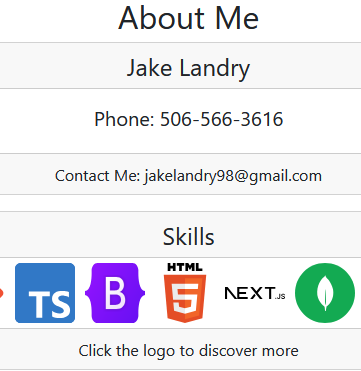 About Me
Jake Landry
Phone: 506-566-3616
Contact Me: jakelandry98@gmail.com
Skills
TS B HTML 5 NEXT.JS
Click the logo to discover more